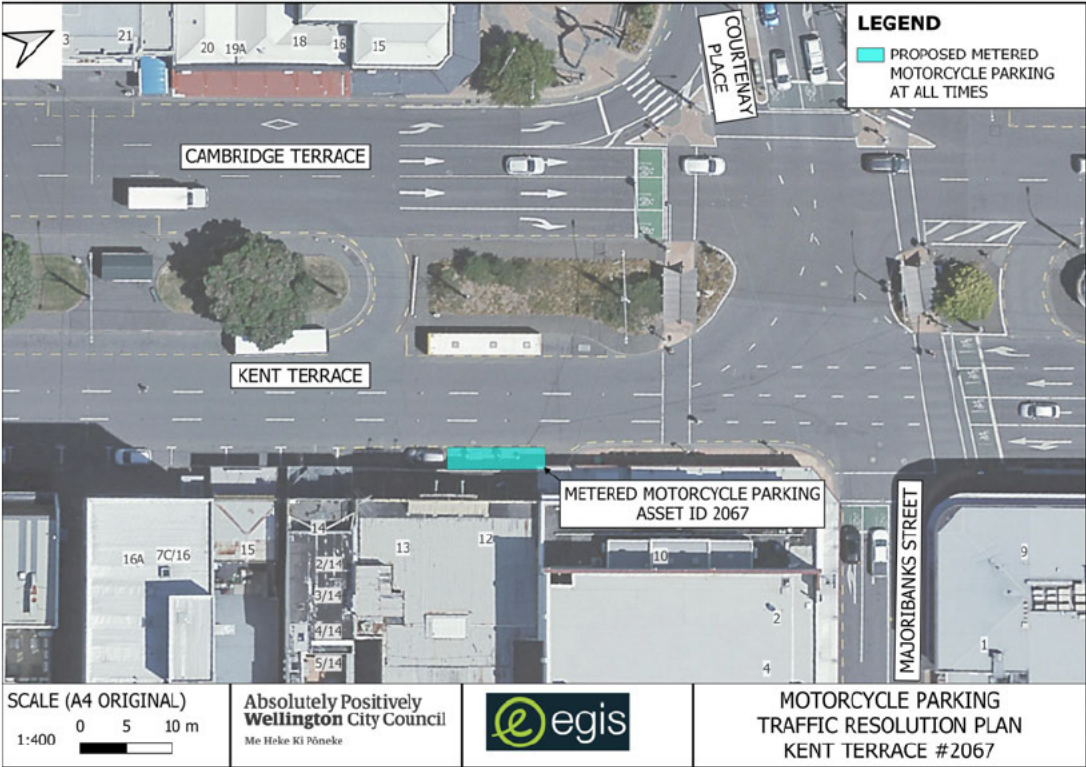 LEGEND
PROPOSED METERED
MOTORCYCLE PARKING
AT ALL TIMES
COURTENAY
PLACE
3
21
20
19A
18
16
15
CAMBRIDGE TERRACE
KENT TERRACE
METERED MOTORCYCLE PARKING
ASSET ID 2067
MAJORIBANKS STREET
16A
7C/16
15
14
2/14
3/14
4/14
5/14
13
12
10
2
4
9
1
SCALE (A4 ORIGINAL)
1:400
0 5 10 m
Absolutely Positively
Wellington City Council
Me Heke Ki Pōneke
egis
MOTORCYCLE PARKING
TRAFFIC RESOLUTION PLAN
KENT TERRACE #2067